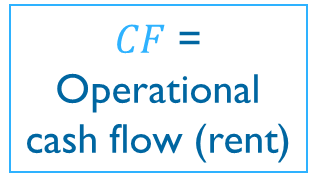 CF =
Operational
cash flow (rent)